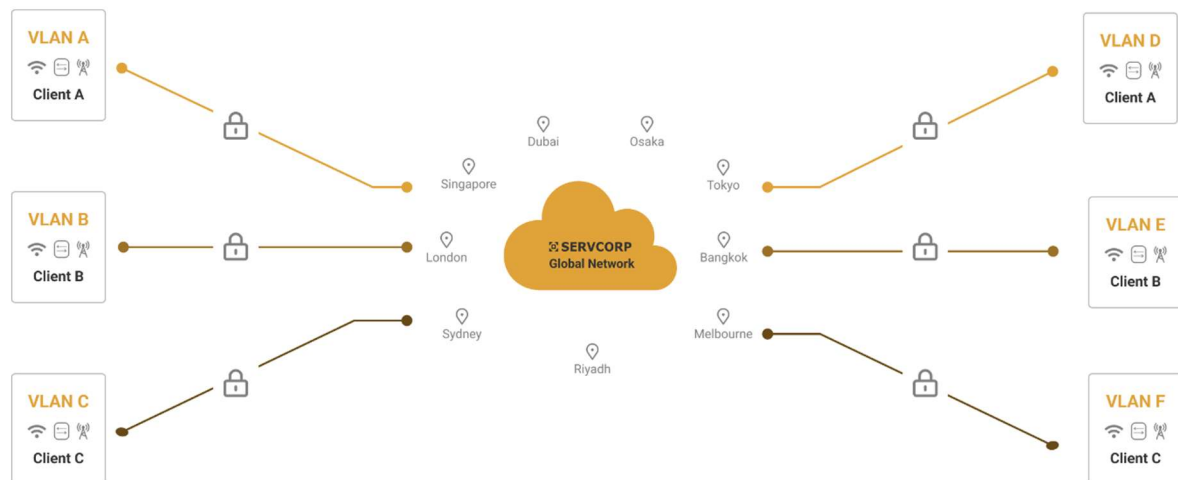 VLAN A
Client A
VLAN B
Client B
VLAN C
Client C
Dubai
Osaka
Singapore
Tokyo
London
SERVCORP
Global Network
Bangkok
Sydney
Melbourne
Riyadh
VLAN D
Client A
VLAN E
Client B
VLAN F
Client C